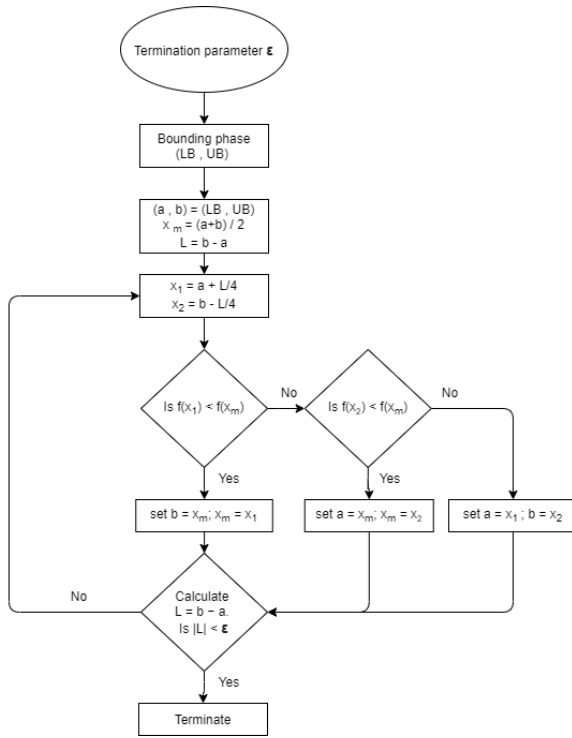 Termination parameter ε
Bounding phase
(LB , UB)
(a , b) = (LB , UB)
x m = (a+b) / 2
L = b - a
x₁ = a + L/4
x₂ = b - L/4
Is f(x₁) < f(xₘ)
No
Is f(x₂) < f(xₘ)
No
Yes
Yes
set b = xₘ; xₘ = x₁
set a = xₘ; xₘ = x₂
set a = x₁ ; b = x₂
No
Calculate
L = b − a.
Is |L| < ε
Yes
Terminate